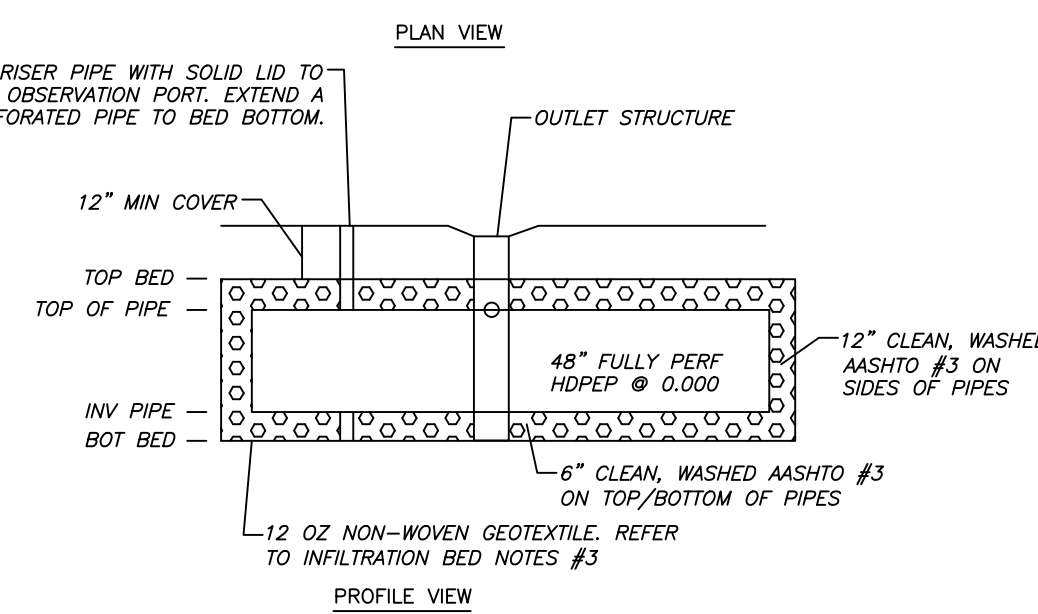 PLAN VIEW
RISER PIPE WITH SOLID LID TO
OBSERVATION PORT. EXTEND A
PIPE TO BED BOTTOM.
OUTLET STRUCTURE
12" MIN COVER
TOP BED
TOP OF PIPE
48" FULLY PERF
HDPEP @ 0.000
12" CLEAN, WASHED
AASHTO #3 ON
SIDES OF PIPES
INV PIPE
BOT BED
6" CLEAN, WASHED AASHTO #3
ON TOP/BOTTOM OF PIPES
12 OZ NON-WOVEN GEOTEXTILE. REFER
TO INFILTRATION BED NOTES #3
PROFILE VIEW